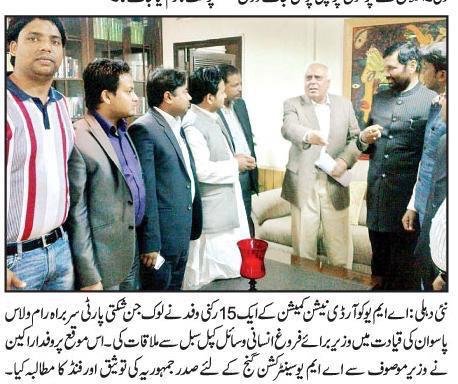 نئی دہلی: اے ایم یو کوآرڈی نیشن کمیشن کے ایک 15 رکنی وفد نے لوک جن شکتی پارٹی سربراہ رام ولاس
پاسوان کی قیادت میں وزیر برائے فروغ انسانی وسائل کپل سبل سے ملاقات کی۔ اس موقع پر وفد اراکین
نے وزیر موصوف سے اے ایم یو سینٹر کشن گنج کے لئے صدر جمہوریہ کی توثیق اور فنڈ کا مطالبہ کیا۔